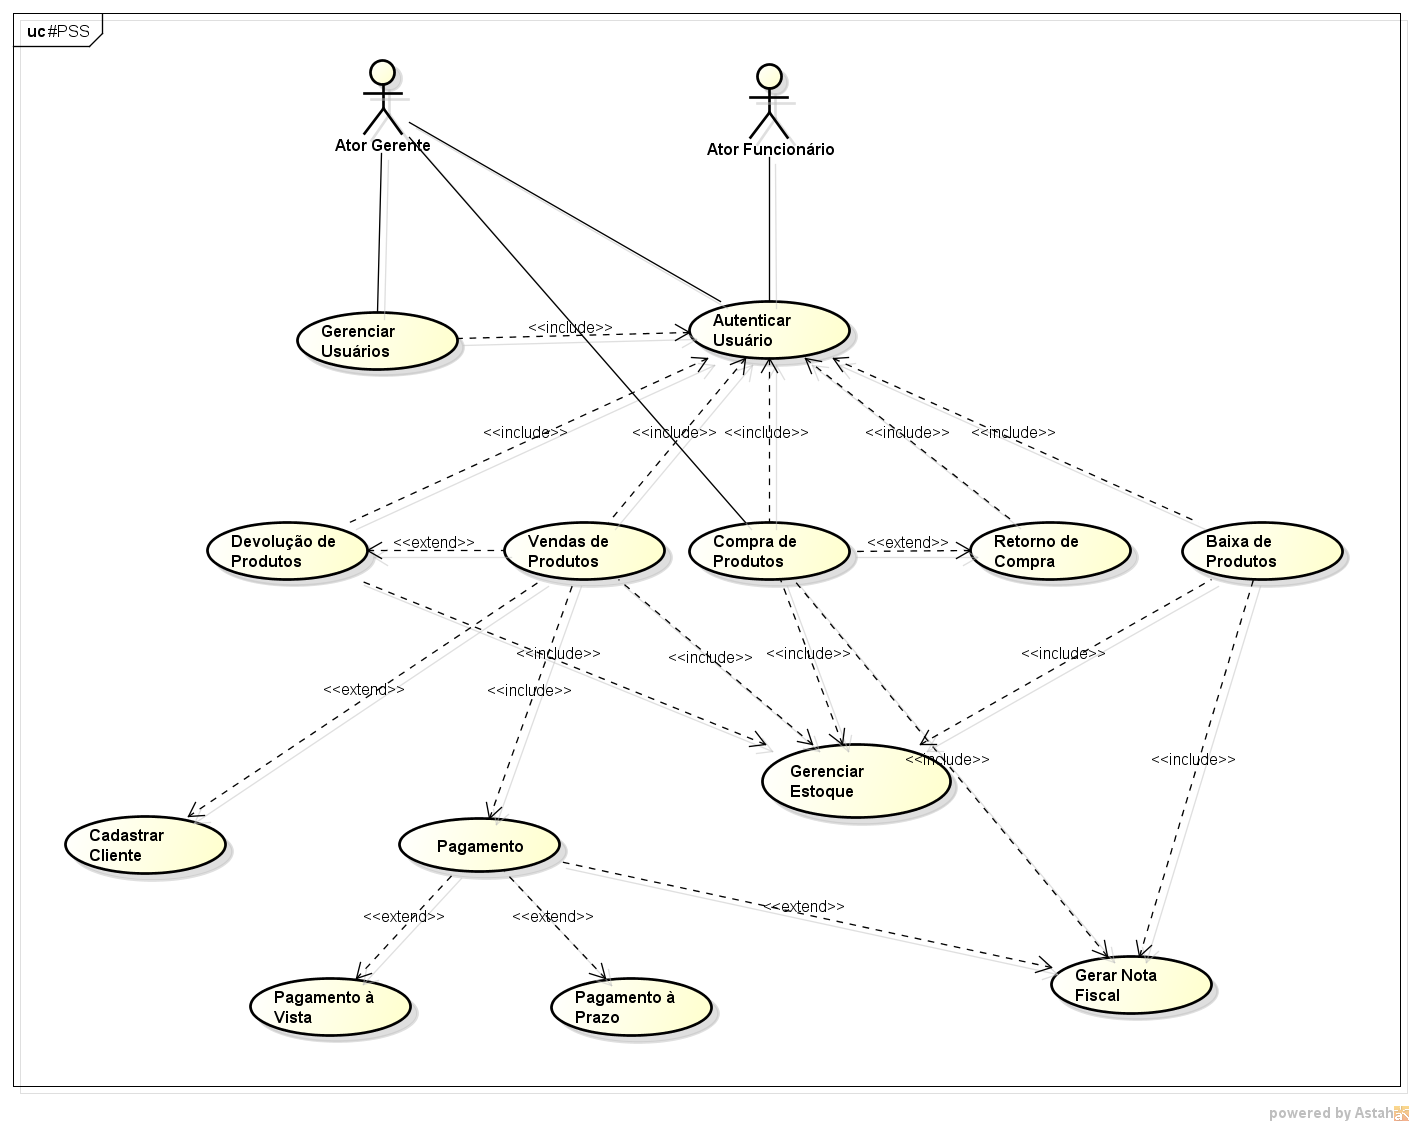 uc #PSS
Ator Gerente
Ator Funcionário
Gerenciar
Usuários
<<include>>
Autenticar
Usuário
<<include>>
<<include>>
<<include>>
<<include>>
<<include>>
Devolução de
Produtos
<<extend>>
Vendas de
Produtos
Compra de
Produtos
<<extend>>
Retorno de
Compra
Baixa de
Produtos
<<include>>
<<include>>
<<include>>
<<include>>
<<extend>>
<<include>>
<<include>>
<<include>>
Gerenciar
Estoque
Cadastrar
Cliente
Pagamento
<<extend>>
<<extend>>
<<extend>>
Pagamento à
Vista
Pagamento à
Prazo
Gerar Nota
Fiscal
powered by Astah